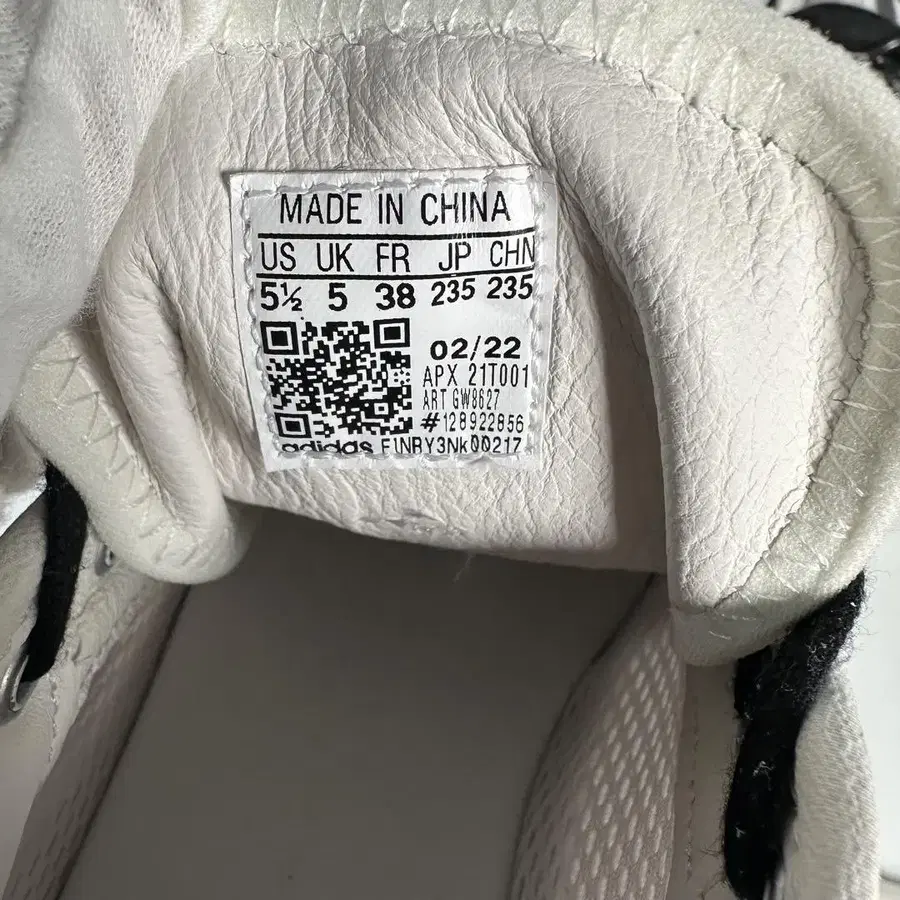 MADE IN CHINA
US UK FR JP CHN
5½ 5 38 235 235
02/22
APX 21T001
ART GW8627
#128922856
adidas F1NBY3Nk00217